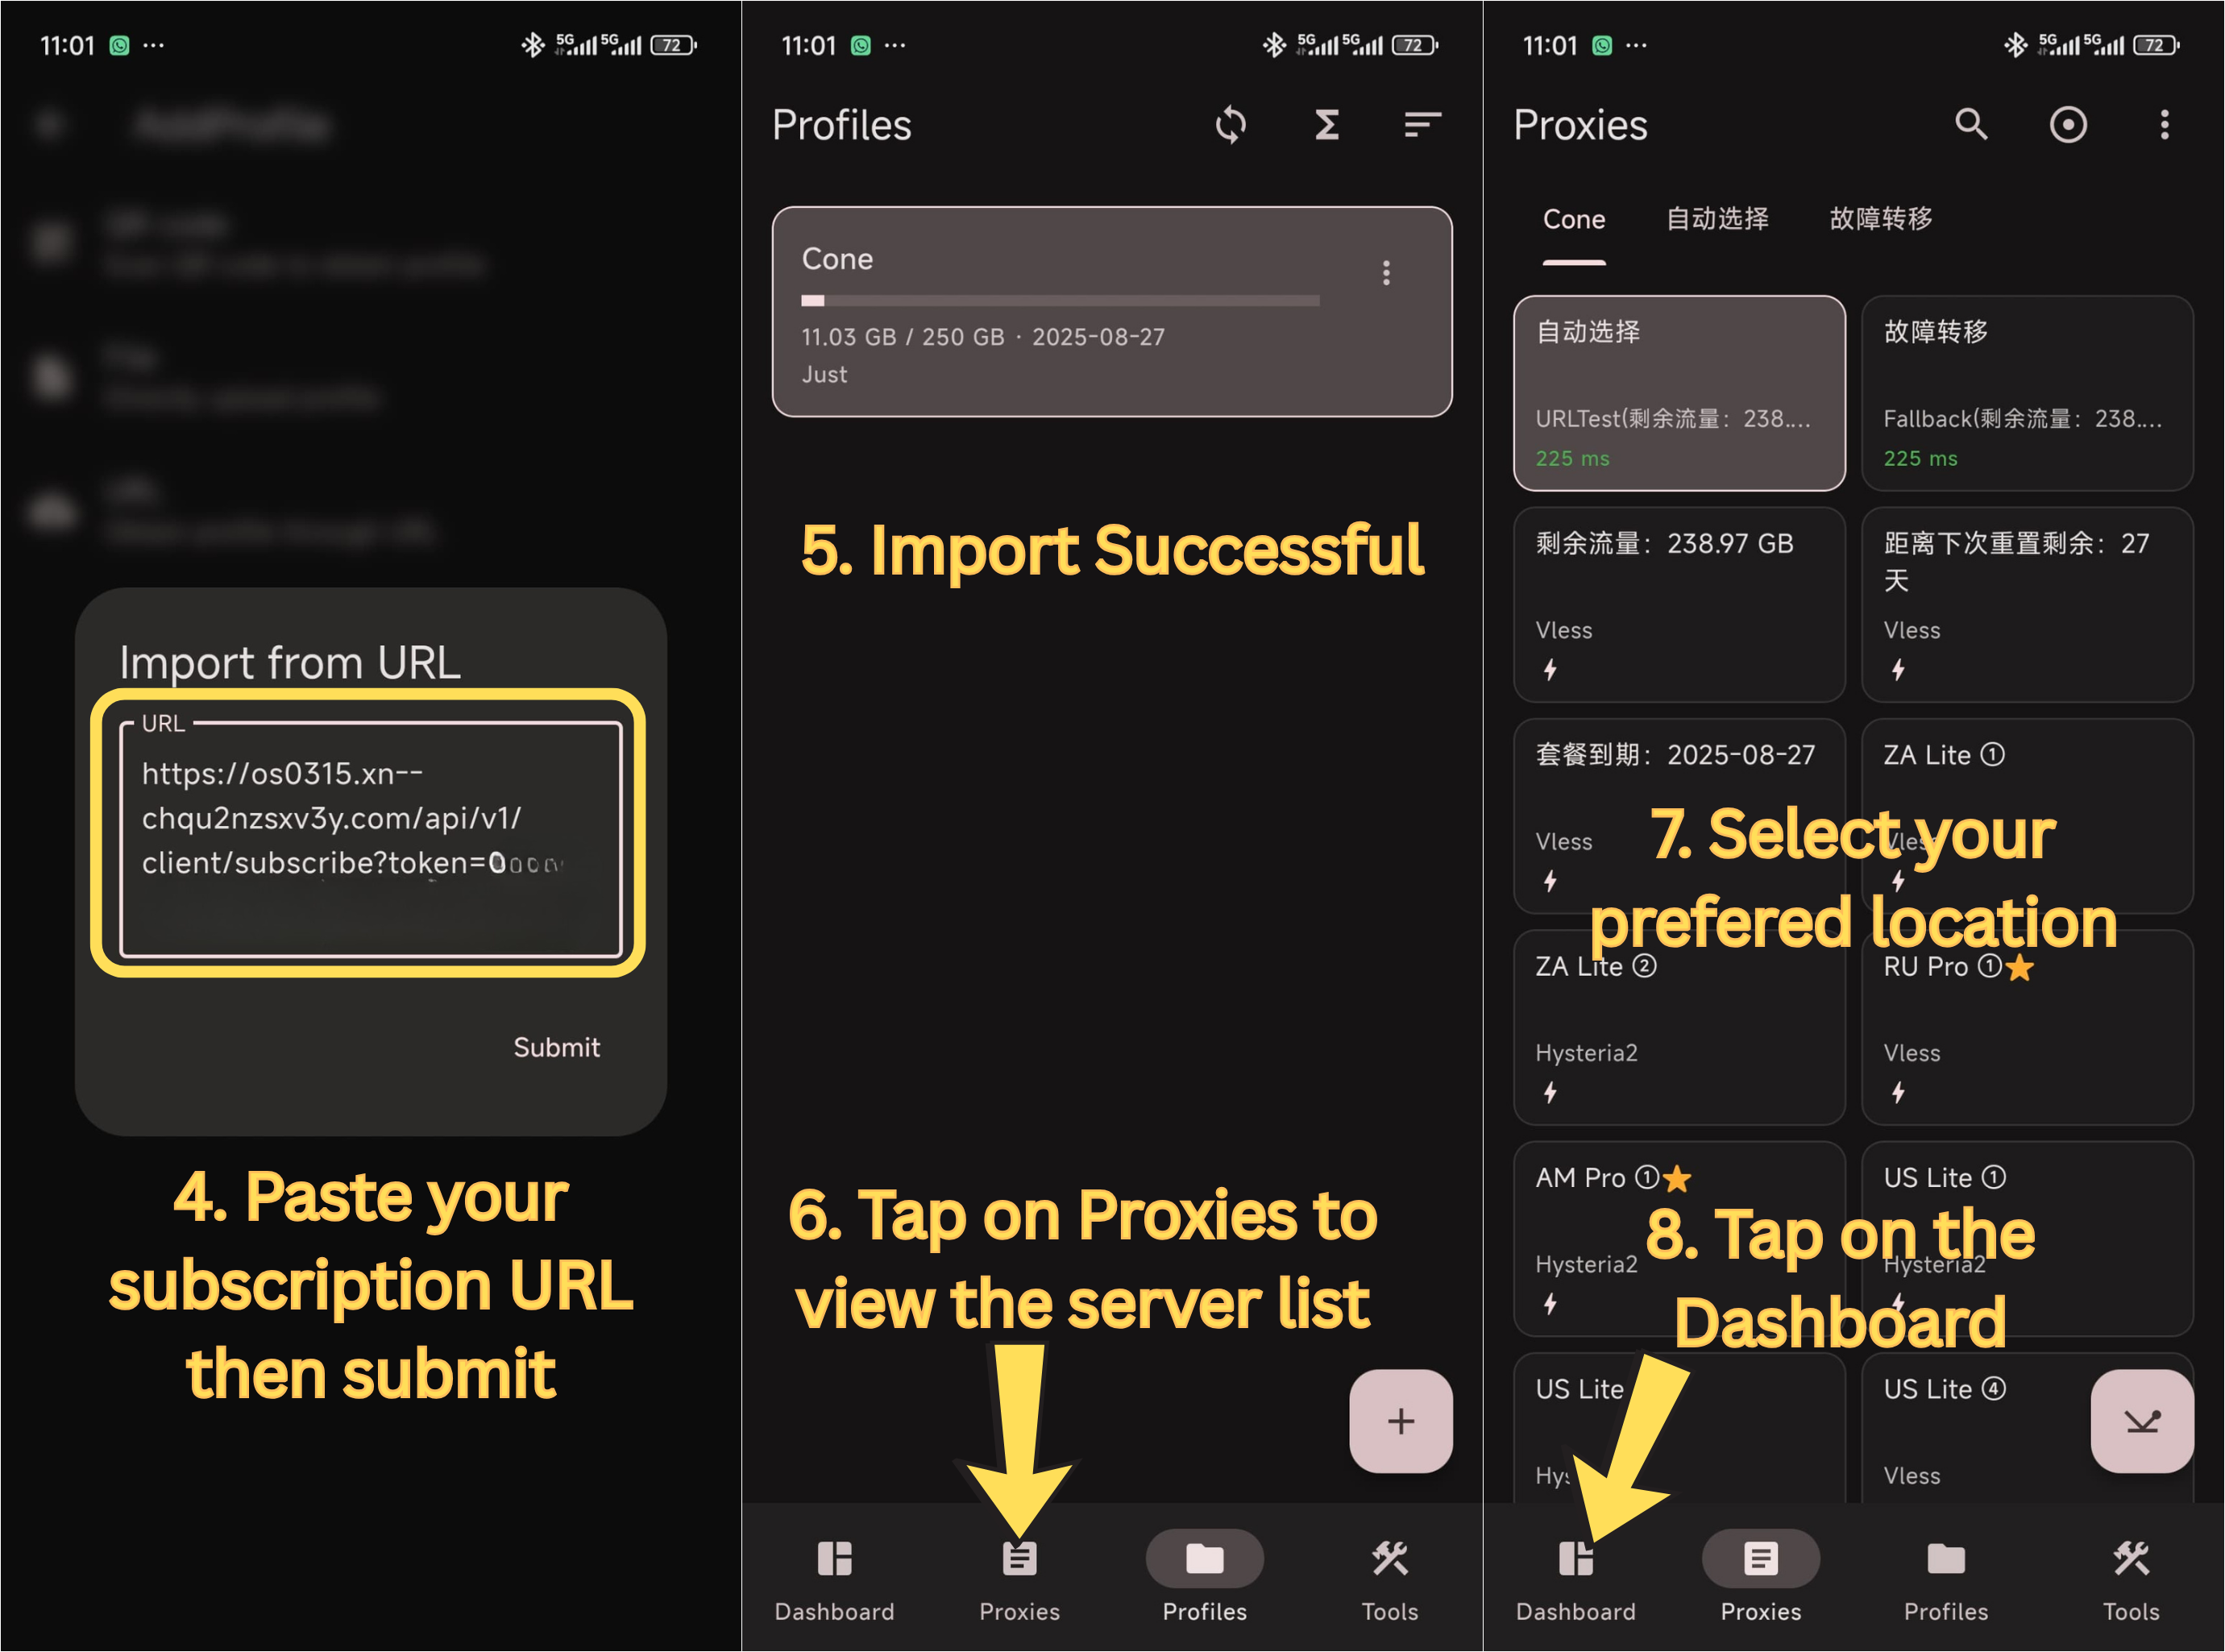 11:01
5G 5G 72
Import from URL
URL
https://os0315.xn--
chqu2nzsxv3y.com/api/v1/
client/subscribe?token=0
Submit
4. Paste your
subscription URL
then submit
11:01
5G 5G 72
Profiles
Cone
11.03 GB / 250 GB · 2025-08-27
Just
5. Import Successful
6. Tap on Proxies to
view the server list
Dashboard
Proxies
Profiles
Tools
11:01
5G 5G 72
Proxies
Cone
自动选择
故障转移
自动选择
URLTest(剩余流量：238....
225 ms
故障转移
Fallback(剩余流量：238....
225 ms
剩余流量：238.97 GB
Vless
距离下次重置剩余：27
天
Vless
套餐到期：2025-08-27
Vless
ZA Lite ①
Vless
7. Select your
prefered location
ZA Lite ②
Hysteria2
RU Pro ①⭐
Vless
AM Pro ①⭐
Hysteria2
US Lite ①
Hysteria2
8. Tap on the
Dashboard
US Lite
US Lite ④
Vless
Dashboard
Proxies
Profiles
Tools